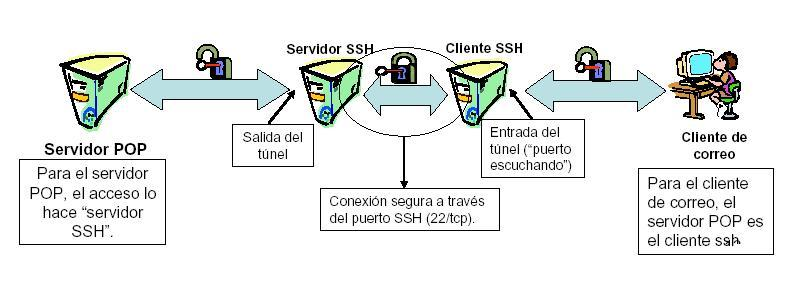 Servidor SSH
Cliente SSH
Servidor POP
Salida del
túnel
Entrada del
túnel (“puerto
escuchando”)
Cliente de
correo
Para el servidor
POP, el acceso lo
hace “servidor
SSH”.
Conexión segura a través
del puerto SSH (22/tcp).
Para el cliente
de correo, el
servidor POP es
el cliente ssh.